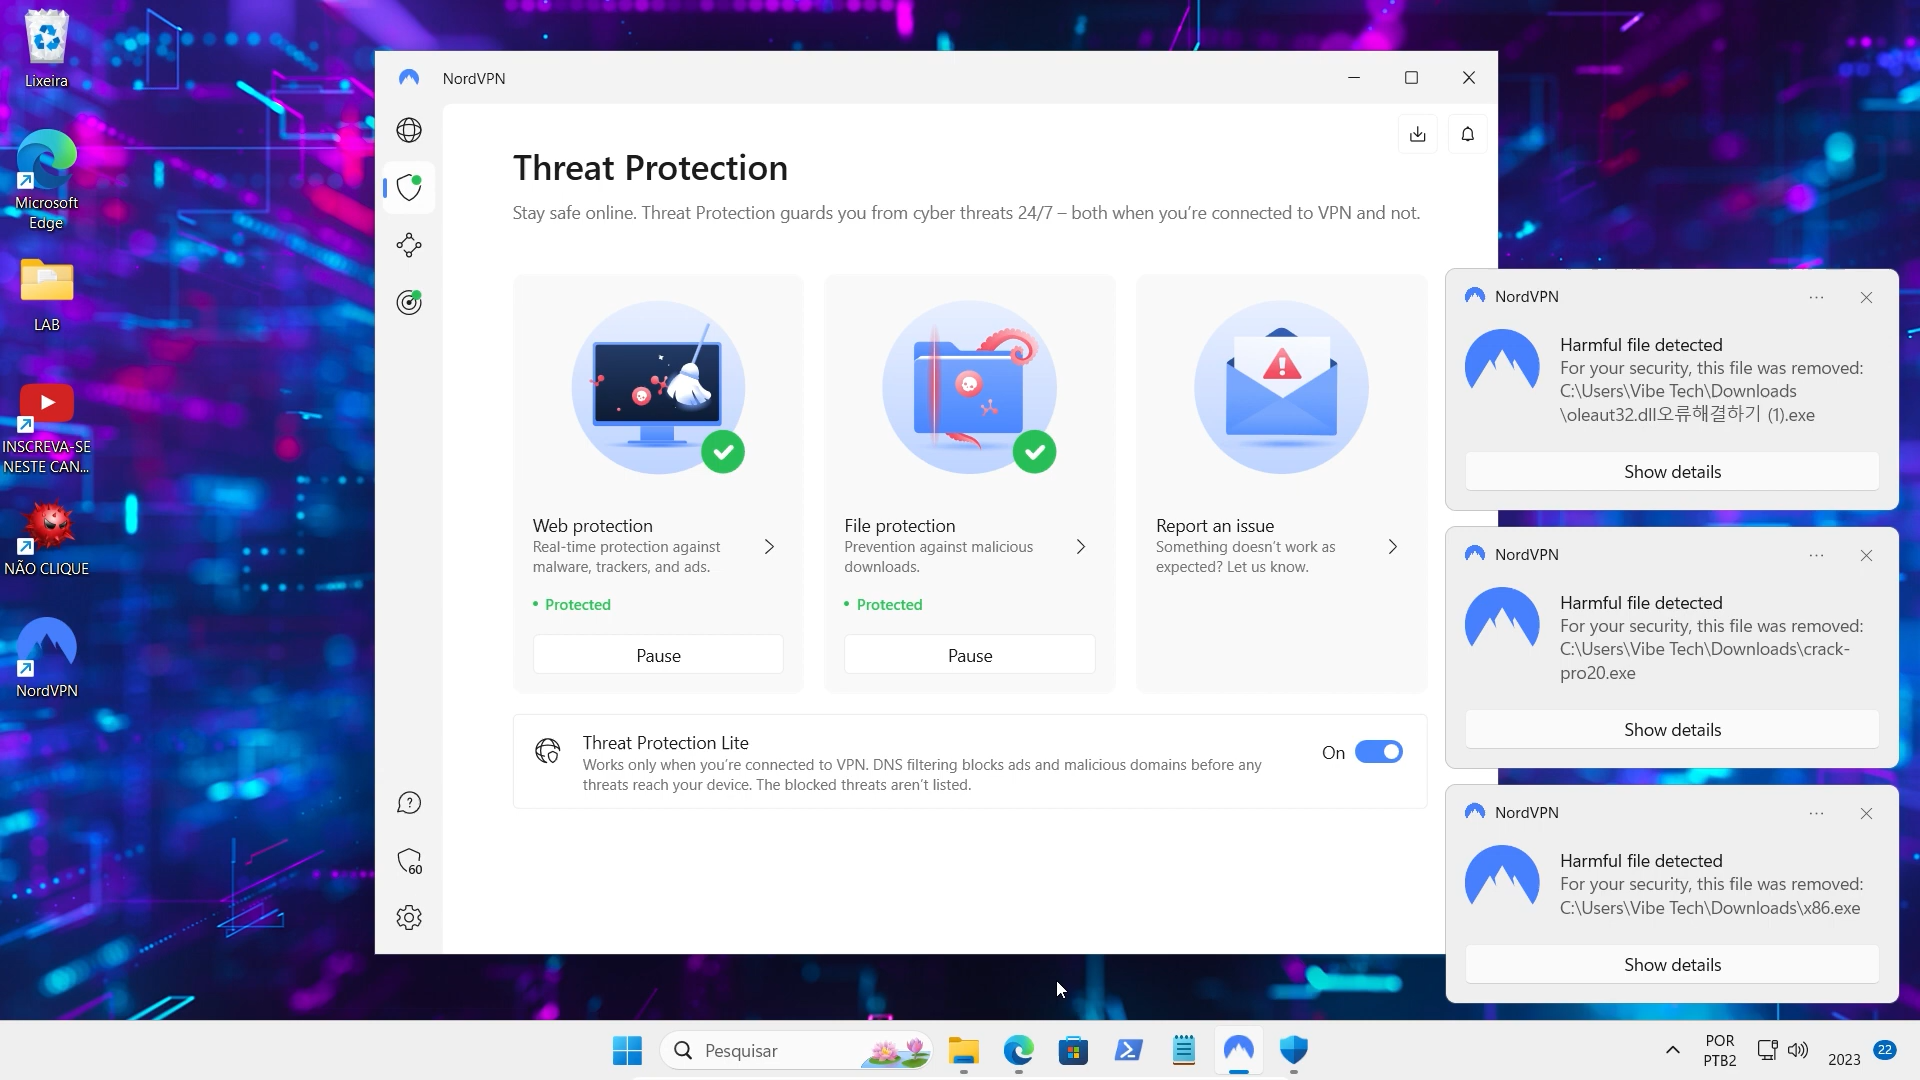 Lixeira
Microsoft
Edge
LAB
INSCREVA-SE
NESTE CAN...
NÃO CLIQUE
NordVPN
NordVPN
Threat Protection
Stay safe online. Threat Protection guards you from cyber threats 24/7 – both when you’re connected to VPN and not.
Web protection
Real-time protection against
malware, trackers, and ads.
• Protected
Pause
File protection
Prevention against malicious
downloads.
• Protected
Pause
Report an issue
Something doesn’t work as
expected? Let us know.
Threat Protection Lite
Works only when you’re connected to VPN. DNS filtering blocks ads and malicious domains before any
threats reach your device. The blocked threats aren’t listed.
On
60
NordVPN
Harmful file detected
For your security, this file was removed:
C:\Users\Vibe Tech\Downloads
\oleaut32.dll오류해결하기 (1).exe
Show details
NordVPN
Harmful file detected
For your security, this file was removed:
C:\Users\Vibe Tech\Downloads\crack-
pro20.exe
Show details
NordVPN
Harmful file detected
For your security, this file was removed:
C:\Users\Vibe Tech\Downloads\x86.exe
Show details
Pesquisar
POR
PTB2
2023
22